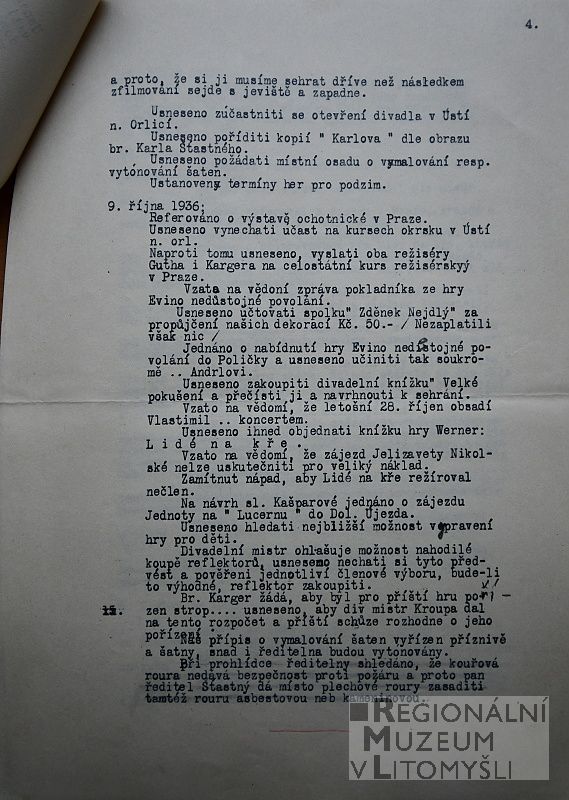 4.
a proto, že si ji musíme sehrat dříve než následkem
zfilmování sejde s jeviště a zapadne.
Usneseno zúčastniti se otevření divadla v Ústí
n. Orlicí.
Usneseno poříditi kopií " Karlova " dle obrazu
br. Karla Šťastného.
Usneseno požádati místní osadu o vymalování resp.
vytónování šaten.
Ustanoveny termíny her pro podzim.
9. října 1936;
Referováno o výstavě ochotnické v Praze.
Usneseno vynechati učast na kursech okrsku v Ústí
n. orl.
Naproti tomu usneseno, vyslati oba režiséry
Gutha i Kargera na celostátní kurs režisérskyý
v Praze.
Vzata na vědoní zpráva pokladníka ze hry
Evino nedůstojné povolání.
Usneseno účtovati spolku" Zděnek Nejdlý" za
propůjčení našich dekorací Kč. 50.- / Nezaplatili
však nic /
Jednáno o nabídnutí hry Evino nedůstojné po-
volání do Poličky a usneseno učiniti tak soukro-
mě .. Andrlovi.
Usneseno zakoupiti divadelní knížku" Velké
pokušení a přečísti ji a navrhnouti k sehrání.
Vzato na vědomí, že letošní 28. říjen obsadí
Vlastimil .. koncertem.
Usneseno ihned objednati knížku hry Werner:
L i d é  n a  k ř e .
Vzato na vědomí, že zájezd Jelizavety Nikol-
ské nelze uskutečniti pro veliký náklad.
Zamítnut nápad, aby Lidé na kře režíroval
nečlen.
Na návrh sl. Kašparové jednáno o zájezdu
Jednoty na " Lucernu " do Dol. Újezda.
Usneseno hledati nejbližší možnost vypravení
hry pro děti.
Divadelní mistr ohlašuje možnost nahodilé
koupě reflektorů, usneseno nechati si tyto před-
vést a pověření jednotliví členové výboru, bude-li
to výhodné, reflektor zakoupiti.
Br. Karger žádá, aby byl pro příští hru poří -
zen strop.... usneseno, aby div mistr Kroupa dal
na tento rozpočet a příští schůze rozhodne o jeho
pořízení .
Náš přípis o vymalování šaten vyřízen příznivě
a šatny, snad i ředitelna budou vytonovány.
Při prohlídce ředitelny shledáno, že kouřová
roura nedává bezpečnost proti požáru a proto pan
ředitel Šťastný dá místo plechové roury zasaditi
tamtéž rouru asbestovou neb kameninovou.
REGIONÁLNÍ
MUZEUM
V LITOMYŠLI